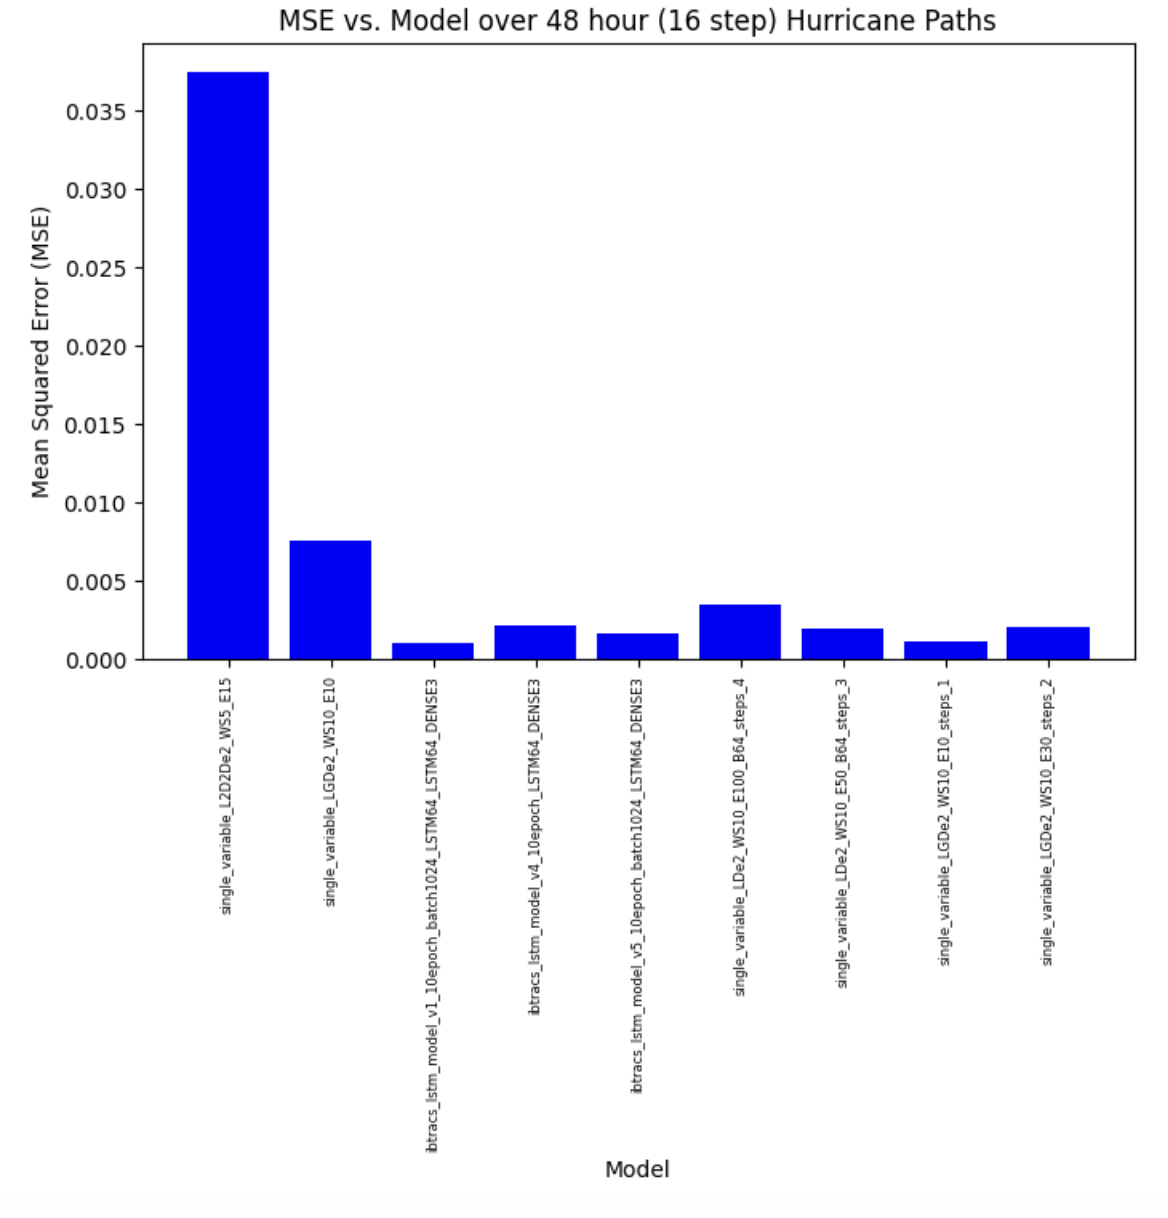 MSE vs. Model over 48 hour (16 step) Hurricane Paths
Mean Squared Error (MSE)
0.035
0.030
0.025
0.020
0.015
0.010
0.005
0.000
single_variable_L2D2De2_WS5_E15
single_variable_LGDe2_WS10_E10
ibtracs_lstm_model_v1_10epoch_batch1024_LSTM64_LSTM64_DENSE3
ibtracs_lstm_model_v4_10epoch_LSTM64_DENSE3
ibtracs_lstm_model_v5_10epoch_batch1024_LSTM64_DENSE3
single_variable_LDe2_WS10_E100_B64_steps_4
single_variable_LDe2_WS10_E50_B64_steps_3
single_variable_LGDe2_WS10_E10_steps_1
single_variable_LGDe2_WS10_E30_steps_2
Model